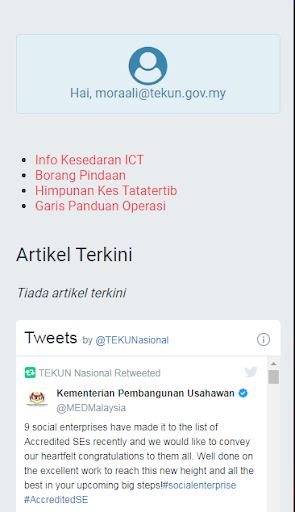 Hai, moraali@tekun.gov.my
Info Kesedaran ICT
Borang Pindaan
Himpunan Kes Tatatertib
Garis Panduan Operasi
Artikel Terkini
Tiada artikel terkini
Tweets by @TEKUNasional
TEKUN Nasional Retweeted
Kementerian Pembangunan Usahawan
@MEDMalaysia
9 social enterprises have made it to the list of
Accredited SEs recently and we would like to convey
our heartfelt congratulations to them all. Well done on
the excellent work to reach this new height and all the
best in your upcoming big steps!#socialenterprise
#AccreditedSE